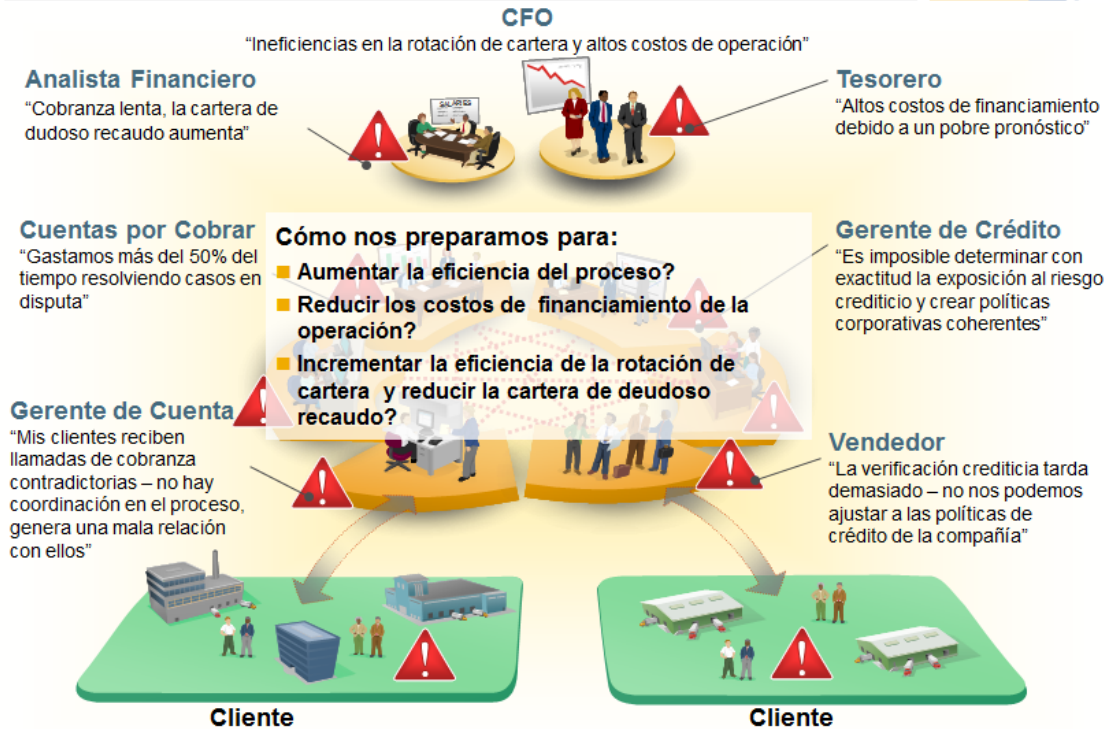 CFO
“Ineficiencias en la rotación de cartera y altos costos de operación”
Analista Financiero
“Cobranza lenta, la cartera de
dudoso recaudo aumenta”
SALARIES
Tesorero
“Altos costos de financiamiento
debido a un pobre pronóstico”
Cuentas por Cobrar
“Gastamos más del 50% del
tiempo resolviendo casos en
disputa”
Cómo nos preparamos para:
Aumentar la eficiencia del proceso?
Reducir los costos de financiamiento de la
operación?
Incrementar la eficiencia de la rotación de
cartera y reducir la cartera de deudoso
recaudo?
Gerente de Crédito
“Es imposible determinar con
exactitud la exposición al riesgo
crediticio y crear políticas
corporativas coherentes”
Gerente de Cuenta
“Mis clientes reciben
llamadas de cobranza
contradictorias – no hay
coordinación en el proceso,
genera una mala relación
con ellos”
Vendedor
“La verificación crediticia tarda
demasiado – no nos podemos
ajustar a las políticas de
crédito de la compañía”
Cliente
Cliente